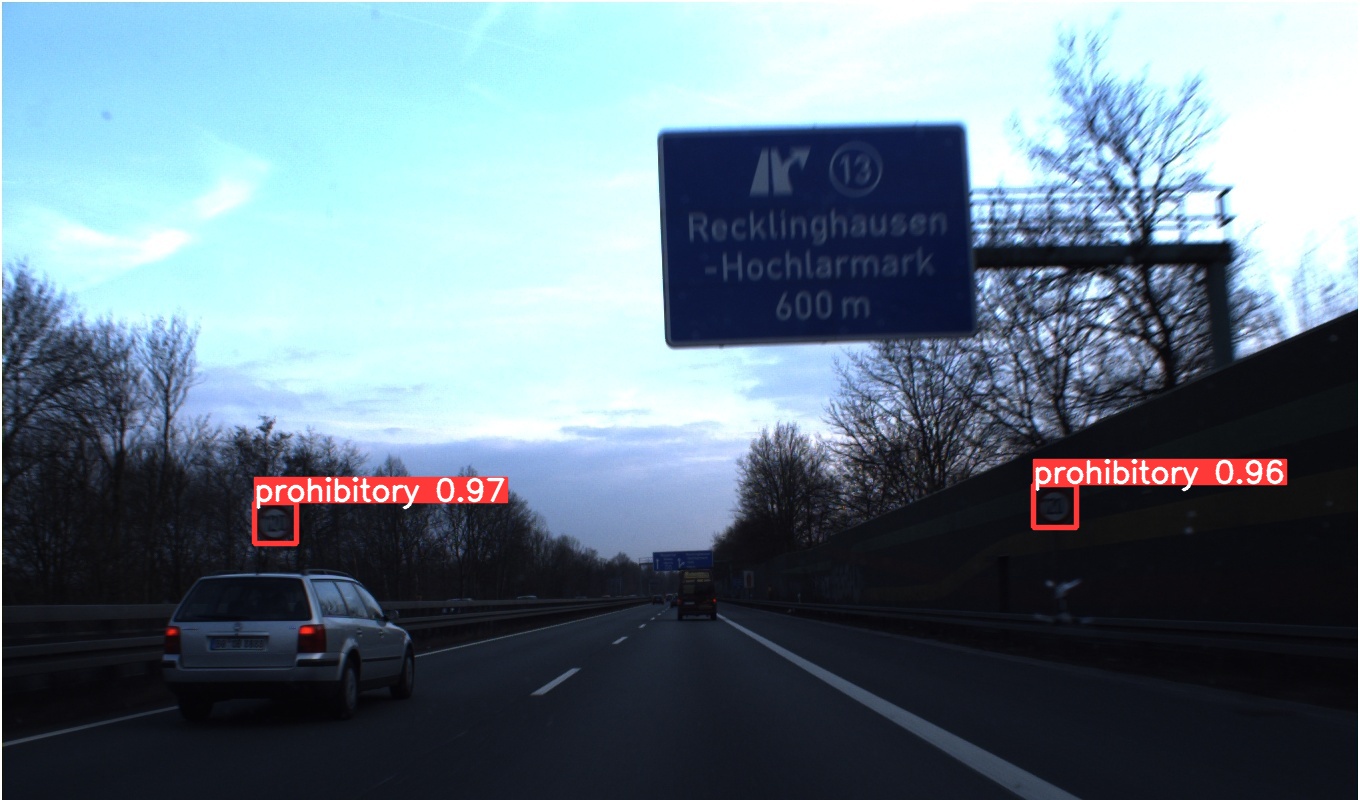 13
Recklinghausen
-Hochlarmark
600 m
prohibitory 0.96
prohibitory 0.97